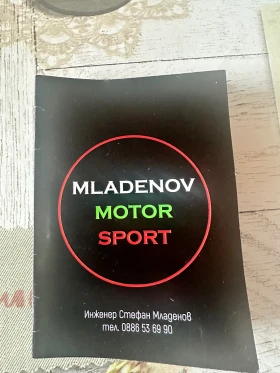 MLADENOV
MOTOR
SPORT
Инженер Стефан Младенов
тел. 0886 53 69 90